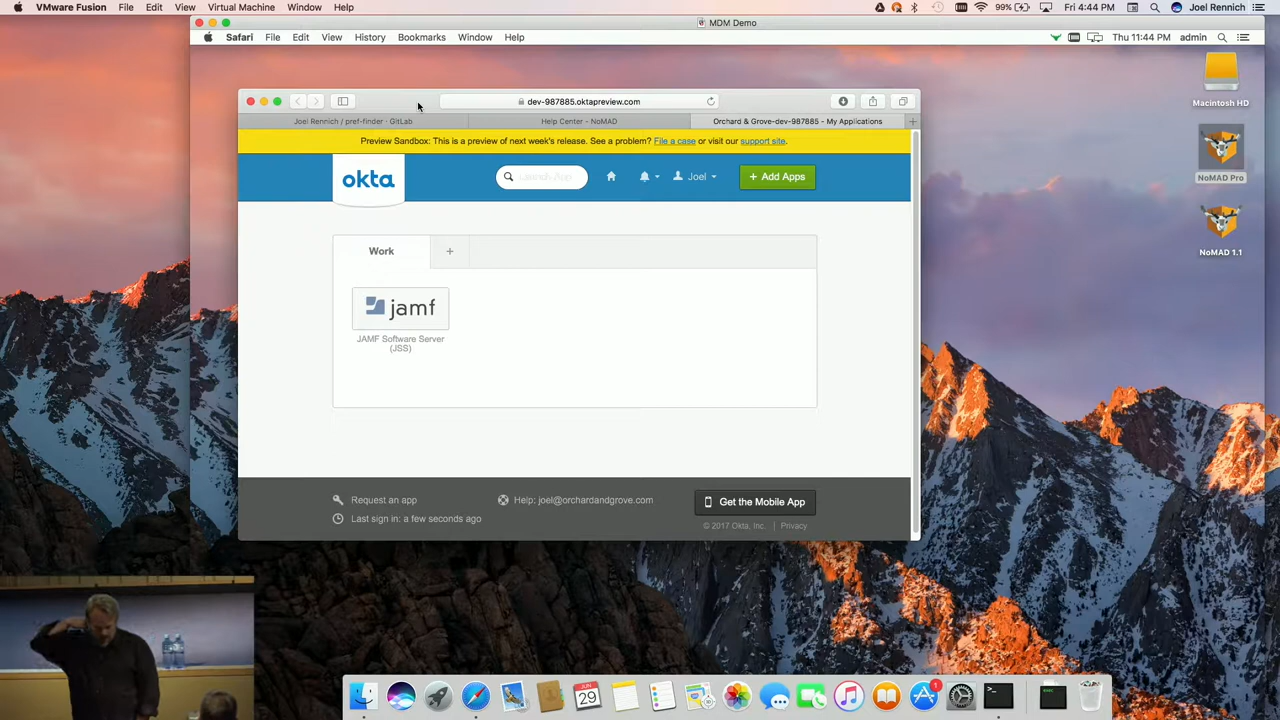 VMware Fusion File Edit View Virtual Machine Window Help 99% Fri 4:44 PM Joel Rennich
MDM Demo
Safari File Edit View History Bookmarks Window Help Thu 11:44 PM admin
dev-987885.oktapreview.com
Joel Rennich / pref-finder · GitLab Help Center - NoMAD Orchard & Grove-dev-987885 - My Applications
Preview Sandbox: This is a preview of next week's release. See a problem? File a case or visit our support site.
okta Launch App Joel + Add Apps
Work +
jamf
JAMF Software Server
(JSS)
Request an app Help: joel@orchardandgrove.com Get the Mobile App
Last sign in: a few seconds ago © 2017 Okta, Inc. Privacy
Macintosh HD
NoMAD Pro
NoMAD 1.1
JUN
29
1